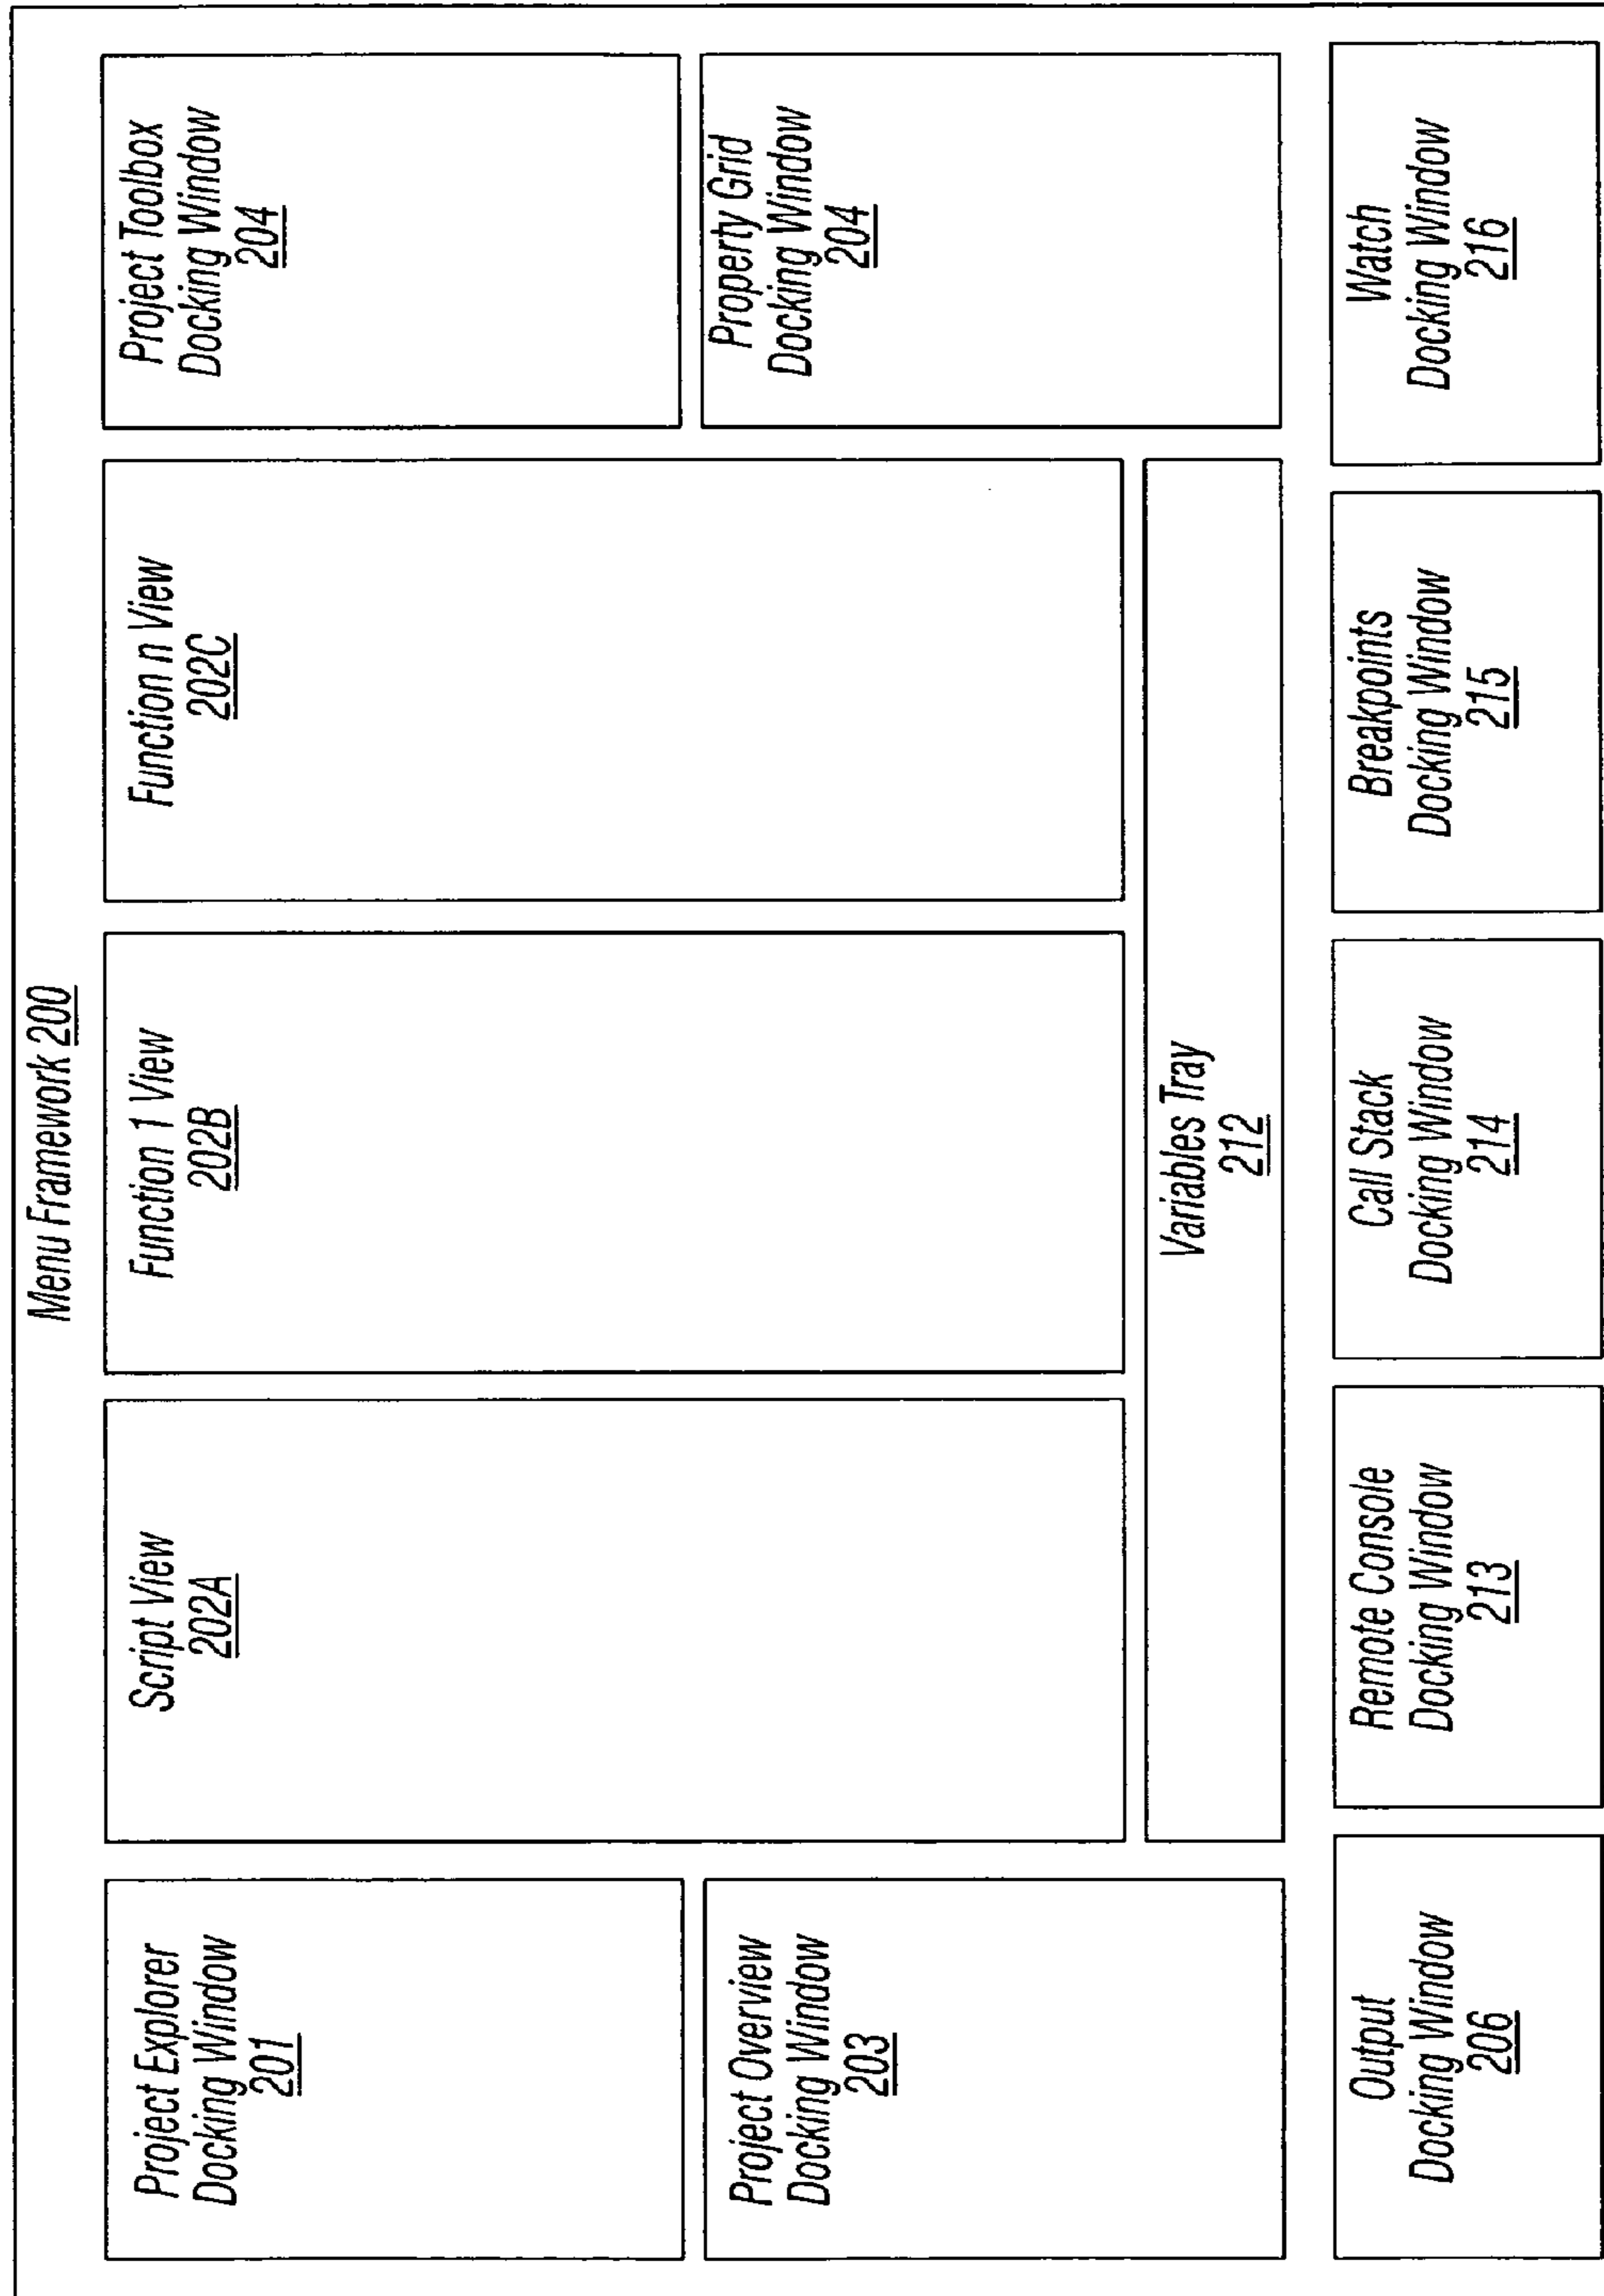 Menu Framework 200
Project Explorer
Docking Window
201
Script View
202A
Function 1 View
202B
Function n View
202C
Project Toolbox
Docking Window
204
Project Overview
Docking Window
203
Property Grid
Docking Window
204
Variables Tray
212
Output
Docking Window
206
Remote Console
Docking Window
213
Call Stack
Docking Window
214
Breakpoints
Docking Window
215
Watch
Docking Window
216